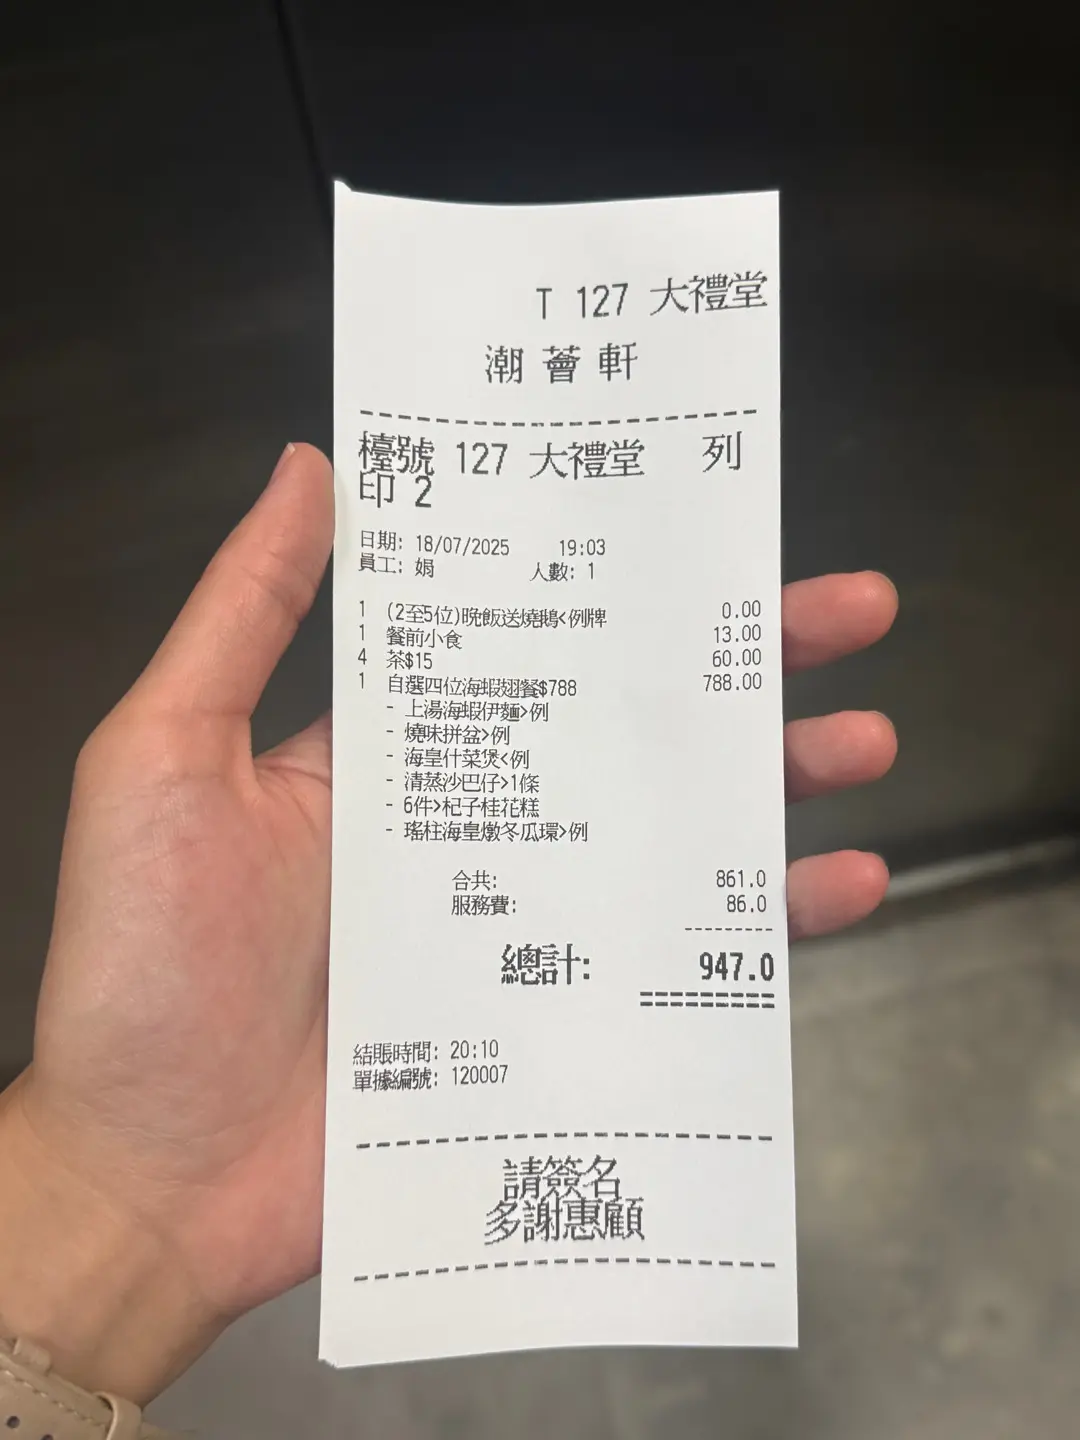 T 127 大禮堂
潮薈軒
檯號 127 大禮堂 列
印 2
日期: 18/07/2025 19:03
員工: 娟 人數: 1
1 (2至5位)晚飯送燒鵝<例牌 0.00
1 餐前小食 13.00
4 茶$15 60.00
1 自選四位海蝦翅餐$788 788.00
- 上湯海蝦伊麵>例
- 燒味拼盆>例
- 海皇什菜煲<例
- 清蒸沙巴仔>1條
- 6件>杞子桂花糕
- 瑤柱海皇燉冬瓜環>例
合共: 861.0
服務費: 86.0
總計: 947.0
結賬時間: 20:10
單據編號: 120007
請簽名
多謝惠顧